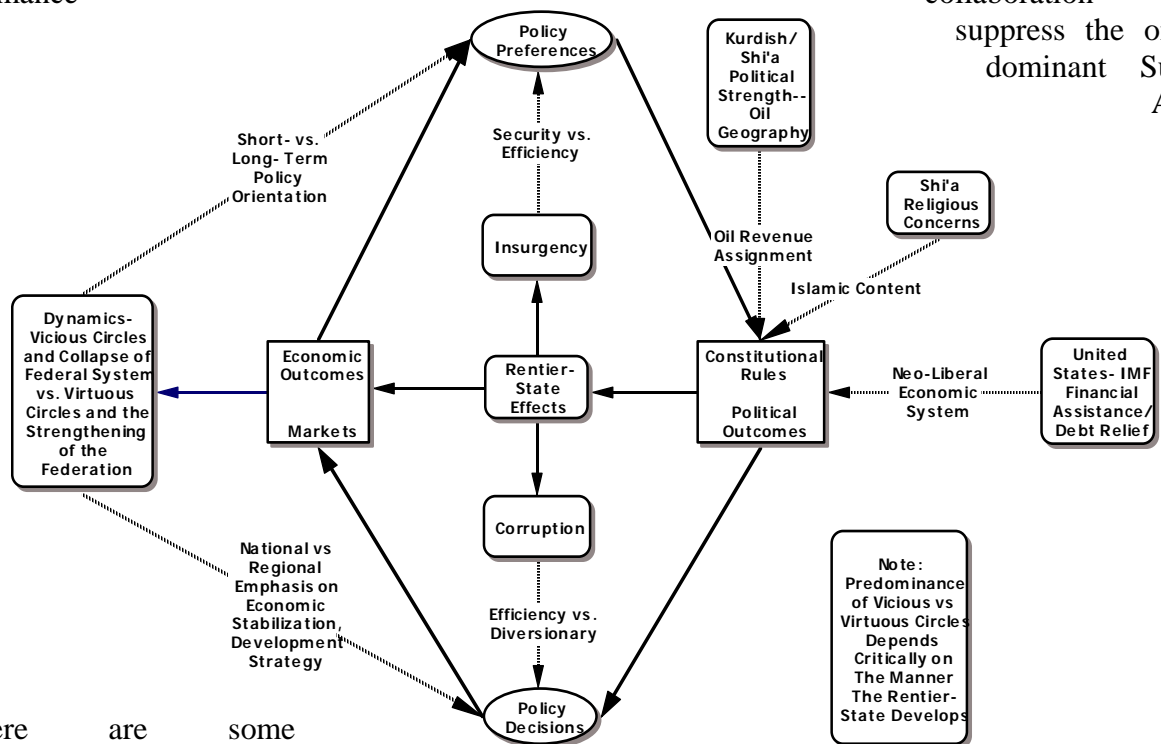 collaboration
suppress the
dominant
Policy
Preferences
Kurdish/
Shi'a
Political
Strength--
Oil
Geography
Short- vs.
Long- Term
Policy
Orientation
Security vs.
Efficiency
Shi'a
Religious
Concerns
Insurgency
Oil Revenue
Assignment
Islamic Content
Dynamics-
Vicious Circles
and Collapse of
Federal System
vs. Virtuous
Circles and the
Strengthening
of the
Federation
Economic
Outcomes
Markets
Rentier-
State
Effects
Constitutional
Rules
Political
Outcomes
Neo-Liberal
Economic
System
United
States- IMF
Financial
Assistance/
Debt Relief
Corruption
National vs
Regional
Emphasis on
Economic
Stabilization,
Development
Strategy
Efficiency vs.
Diversionary
Note:
Predominance
of Vicious vs
Virtuous Circles
Depends
Critically on
The Manner
The Rentier-
State Develops
Policy
Decisions
are some